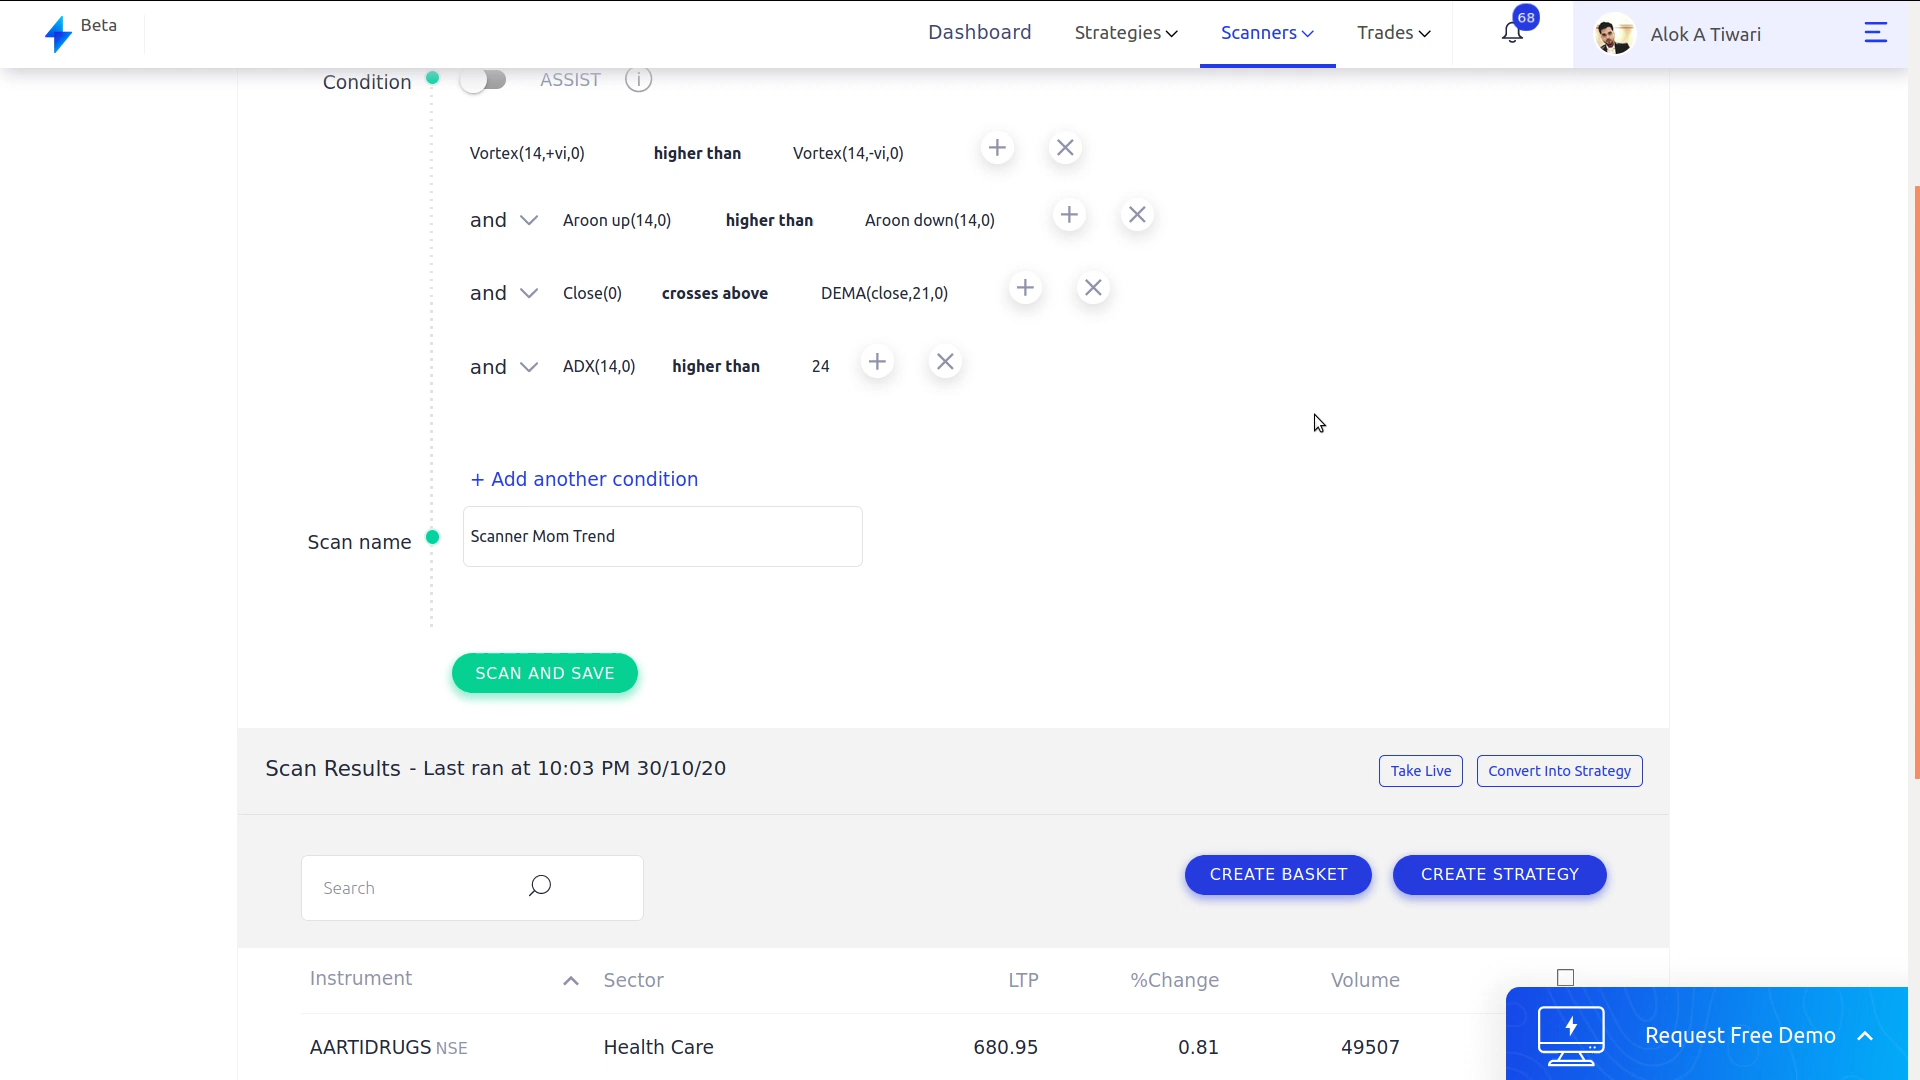 Beta
Dashboard Strategies Scanners Trades 68 Alok A Tiwari
Condition ASSIST i
Vortex(14,+vi,0) higher than Vortex(14,-vi,0)
and Aroon up(14,0) higher than Aroon down(14,0)
and Close(0) crosses above DEMA(close,21,0)
and ADX(14,0) higher than 24
+ Add another condition
Scan name Scanner Mom Trend
SCAN AND SAVE
Scan Results - Last ran at 10:03 PM 30/10/20 Take Live Convert Into Strategy
Search CREATE BASKET CREATE STRATEGY
Instrument Sector LTP %Change Volume
AARTIDRUGS NSE Health Care 680.95 0.81 49507
Request Free Demo